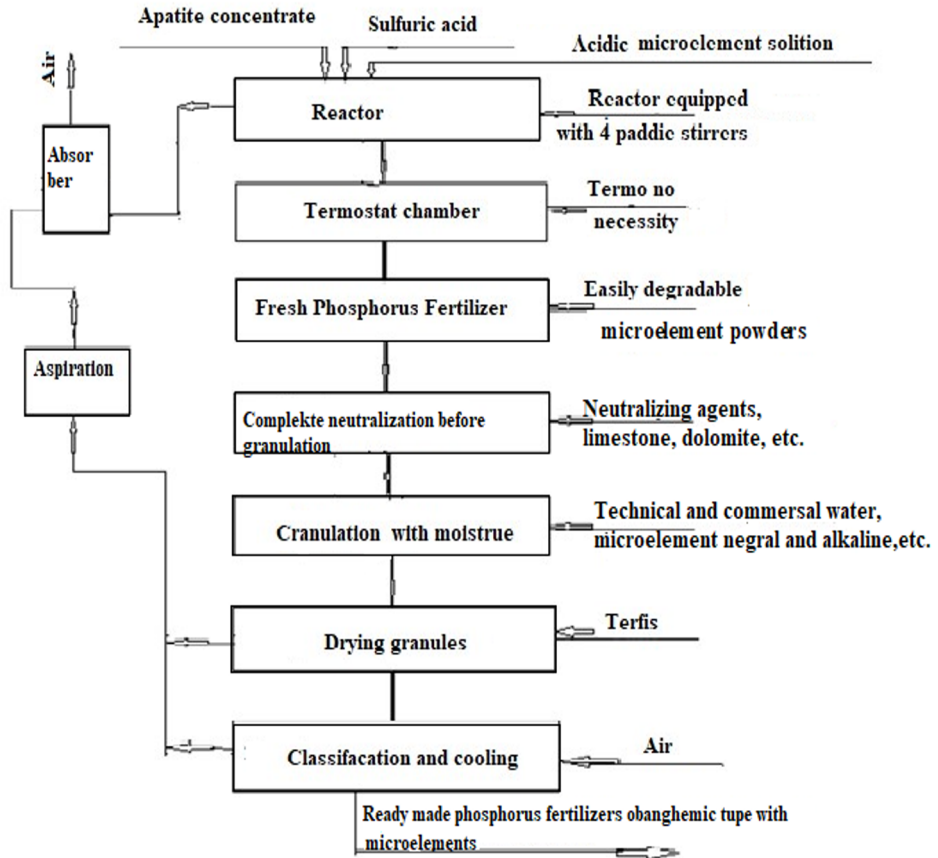 Apatite concentrate
Sulfuric acid
Acidic microelement solition
Air
Reactor
Reactor equipped
with 4 paddie stirrers
Absor
ber
Termostat chamber
Termo no
necessity
Fresh Phosphorus Fertilizer
Easily degradable
microelement powders
Aspiration
Complekte neutralization before
granulation
Neutralizing agents,
limestone, dolomite, etc.
Cranulation with moistrue
Technical and commersal water,
microelement negral and alkaline,etc.
Drying granules
Terfis
Classifacation and cooling
Air
Ready made phosphorus fertilizers obanghemic tupe with
microelements